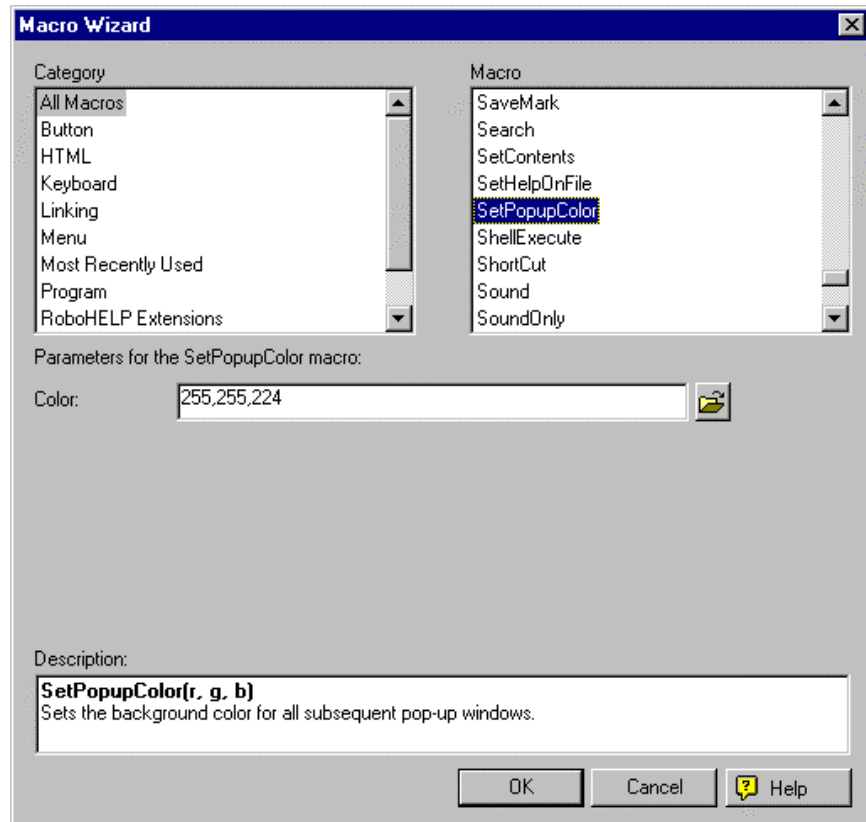 Macro Wizard
Category
All Macros
Button
HTML
Keyboard
Linking
Menu
Most Recently Used
Program
RoboHELP Extensions
Macro
SaveMark
Search
SetContents
SetHelpOnFile
SetPopupColor
ShellExecute
ShortCut
Sound
SoundOnly
Parameters for the SetPopupColor macro:
Color: 255,255,224
Description:
SetPopupColor(r, g, b)
Sets the background color for all subsequent pop-up windows.
OK Cancel Help